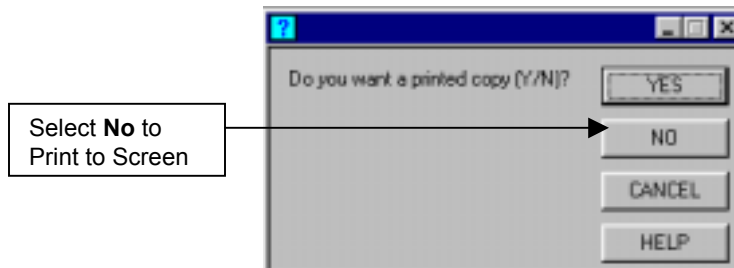 ?
Do you want a printed copy (Y/N)?
YES
Select No to
Print to Screen
NO
CANCEL
HELP